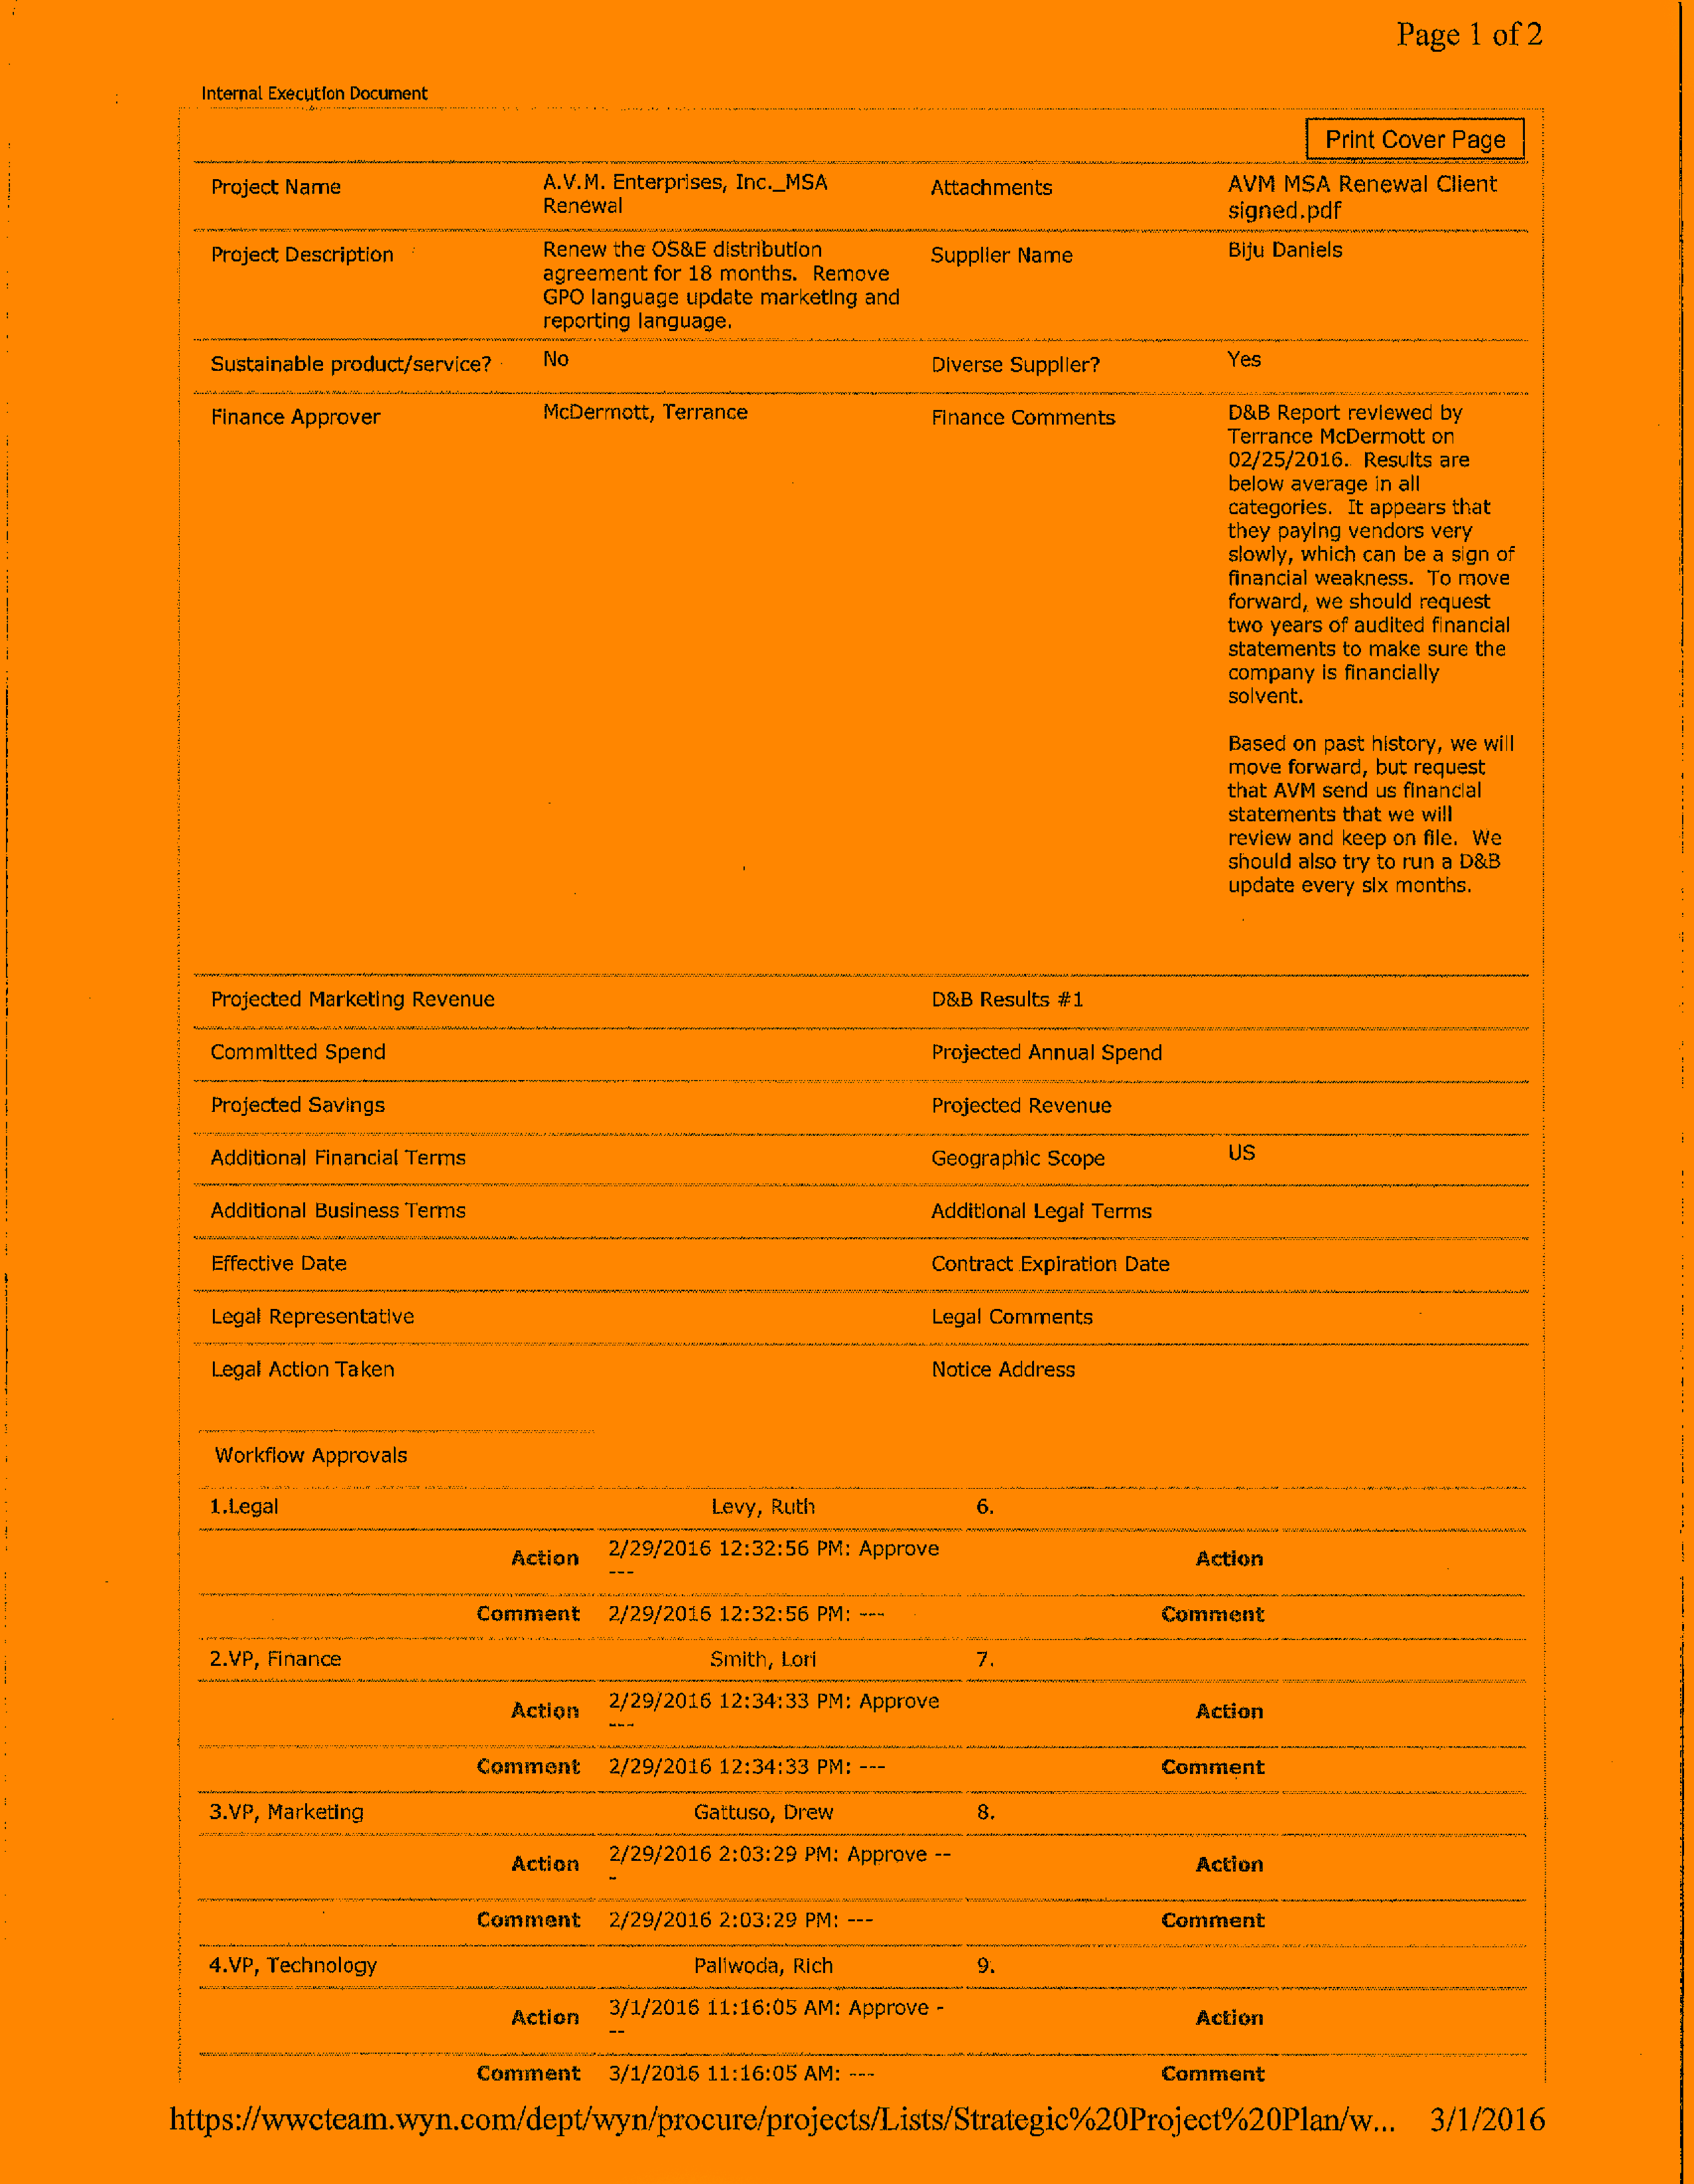 Page 1 of 2
Internal Execution Document
Print Cover Page
Project Name A.V.M. Enterprises, Inc._MSA Attachments AVM MSA Renewal Client
Renewal signed.pdf
Project Description Renew the OS&E distribution Supplier Name Biju Daniels
agreement for 18 months. Remove
GPO language update marketing and
reporting language.
Sustainable product/service? No Diverse Supplier? Yes
Finance Approver McDermott, Terrance Finance Comments D&B Report reviewed by
Terrance McDermott on
02/25/2016. Results are
below average in all
categories. It appears that
they paying vendors very
slowly, which can be a sign of
financial weakness. To move
forward, we should request
two years of audited financial
statements to make sure the
company is financially
solvent.
Based on past history, we will
move forward, but request
that AVM send us financial
statements that we will
review and keep on file. We
should also try to run a D&B
update every six months.
Projected Marketing Revenue D&B Results #1
Committed Spend Projected Annual Spend
Projected Savings Projected Revenue
Additional Financial Terms Geographic Scope US
Additional Business Terms Additional Legal Terms
Effective Date Contract Expiration Date
Legal Representative Legal Comments
Legal Action Taken Notice Address
Workflow Approvals
1.Legal Levy, Ruth 6.
Action 2/29/2016 12:32:56 PM: Approve Action
---
Comment 2/29/2016 12:32:56 PM: --- Comment
2.VP, Finance Smith, Lori 7.
Action 2/29/2016 12:34:33 PM: Approve Action
---
Comment 2/29/2016 12:34:33 PM: --- Comment
3.VP, Marketing Gattuso, Drew 8.
Action 2/29/2016 2:03:29 PM: Approve -- Action
-
Comment 2/29/2016 2:03:29 PM: --- Comment
4.VP, Technology Paliwoda, Rich 9.
Action 3/1/2016 11:16:05 AM: Approve - Action
--
Comment 3/1/2016 11:16:05 AM: --- Comment
https://wwcteam.wyn.com/dept/wyn/procure/projects/Lists/Strategic%20Project%20Plan/w... 3/1/2016